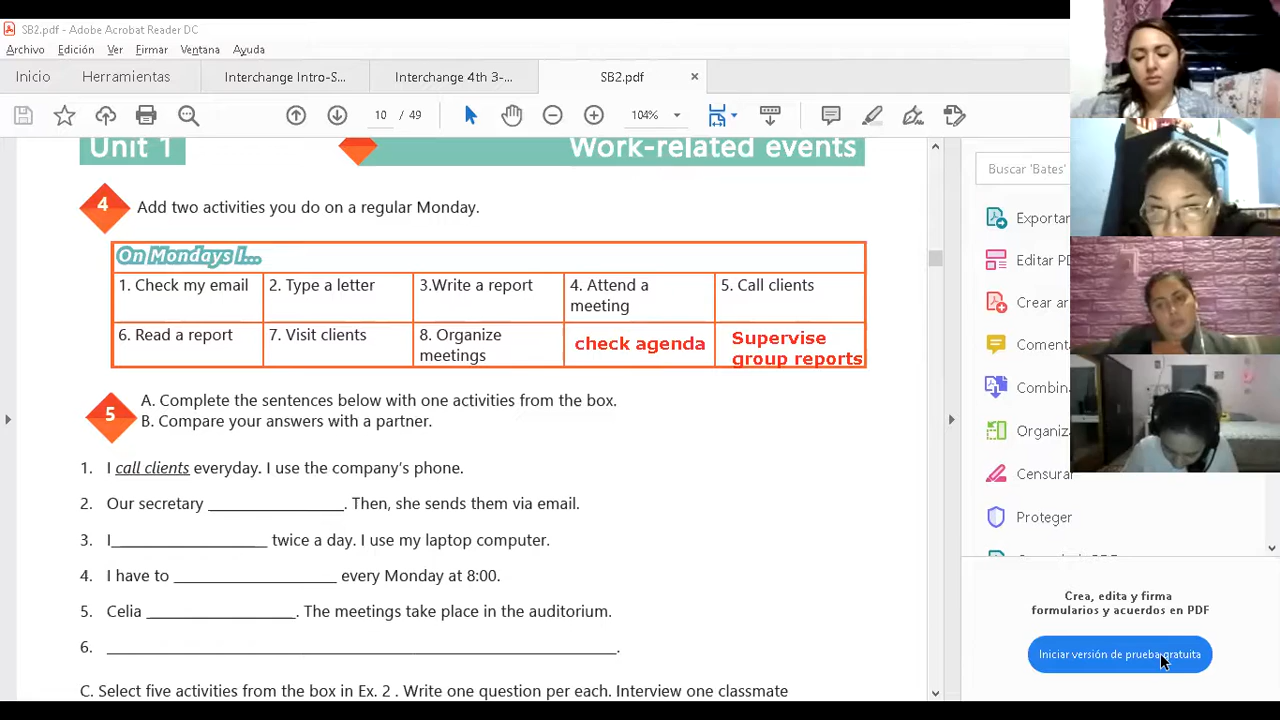 SB2.pdf - Adobe Acrobat Reader DC
Archivo Edición Ver Firmar Ventana Ayuda
Inicio Herramientas Interchange Intro-S... Interchange 4th S-... SB2.pdf ×
10 / 49 104%
Unit 1 Work-related events
4 Add two activities you do on a regular Monday.
On Mondays I...
1. Check my email 2. Type a letter 3.Write a report 4. Attend a meeting 5. Call clients
6. Read a report 7. Visit clients 8. Organize meetings check agenda Supervise group reports
5 A. Complete the sentences below with one activities from the box.
B. Compare your answers with a partner.
1. I call clients everyday. I use the company's phone.
2. Our secretary ______________. Then, she sends them via email.
3. I________________ twice a day. I use my laptop computer.
4. I have to _________________ every Monday at 8:00.
5. Celia ________________. The meetings take place in the auditorium.
6. ______________________________________________________.
C. Select five activities from the box in Ex. 2 . Write one question per each. Interview one classmate
Buscar 'Bates'
Exportar
Editar PD
Crear ar
Coment
Combin
Organiz
Censurar
Proteger
Crea, edita y firma
formularios y acuerdos en PDF
Iniciar versión de prueba gratuita